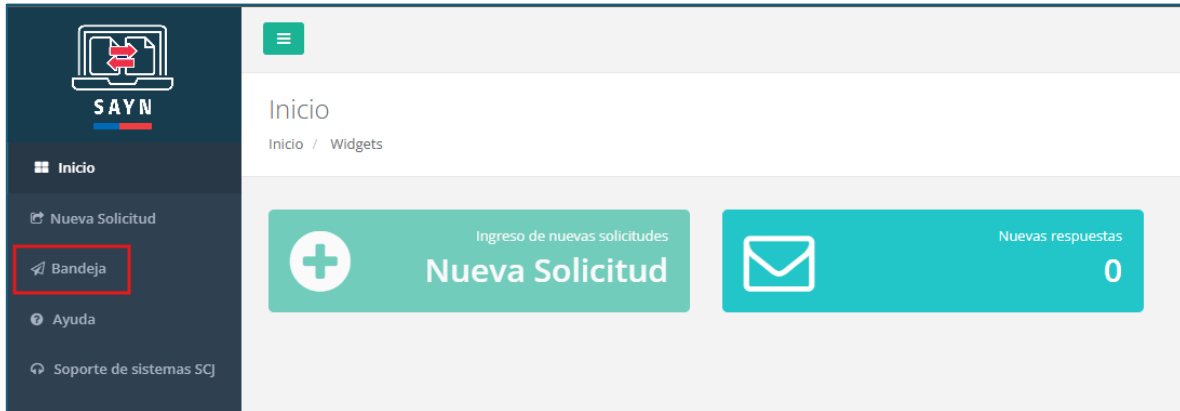 SAYN
Inicio
Nueva Solicitud
Bandeja
Ayuda
Soporte de sistemas SCJ
Inicio
Inicio / Widgets
Ingreso de nuevas solicitudes
Nueva Solicitud
Nuevas respuestas
0